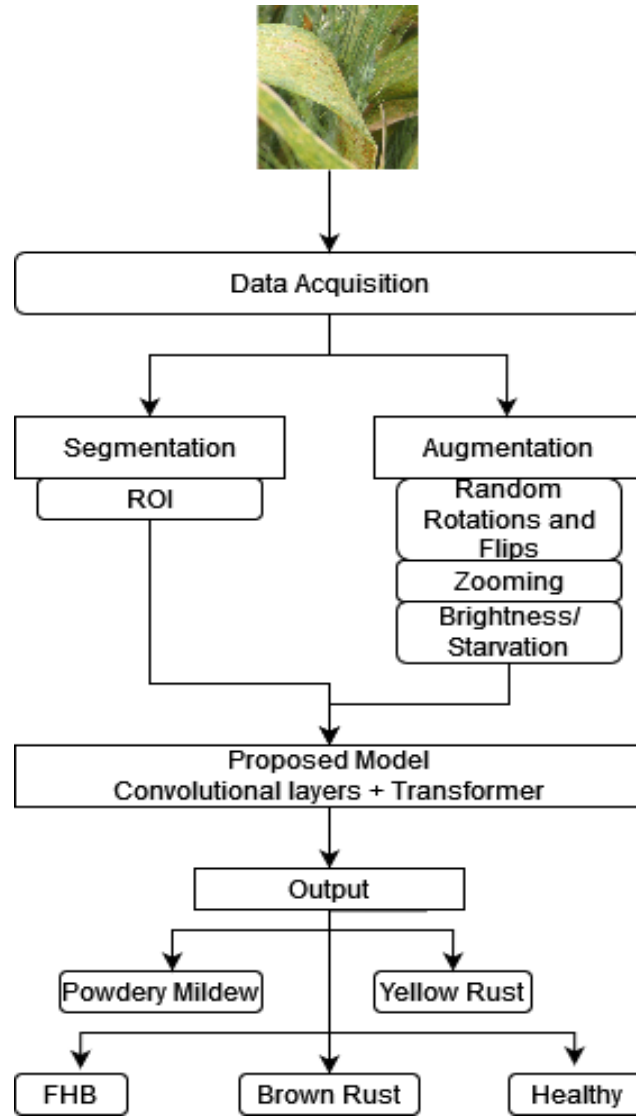 Data Acquisition
Segmentation
ROI
Augmentation
Random
Rotations and
Flips
Zooming
Brightness/
Starvation
Proposed Model
Convolutional layers + Transformer
Output
Powdery Mildew
Yellow Rust
FHB
Brown Rust
Healthy